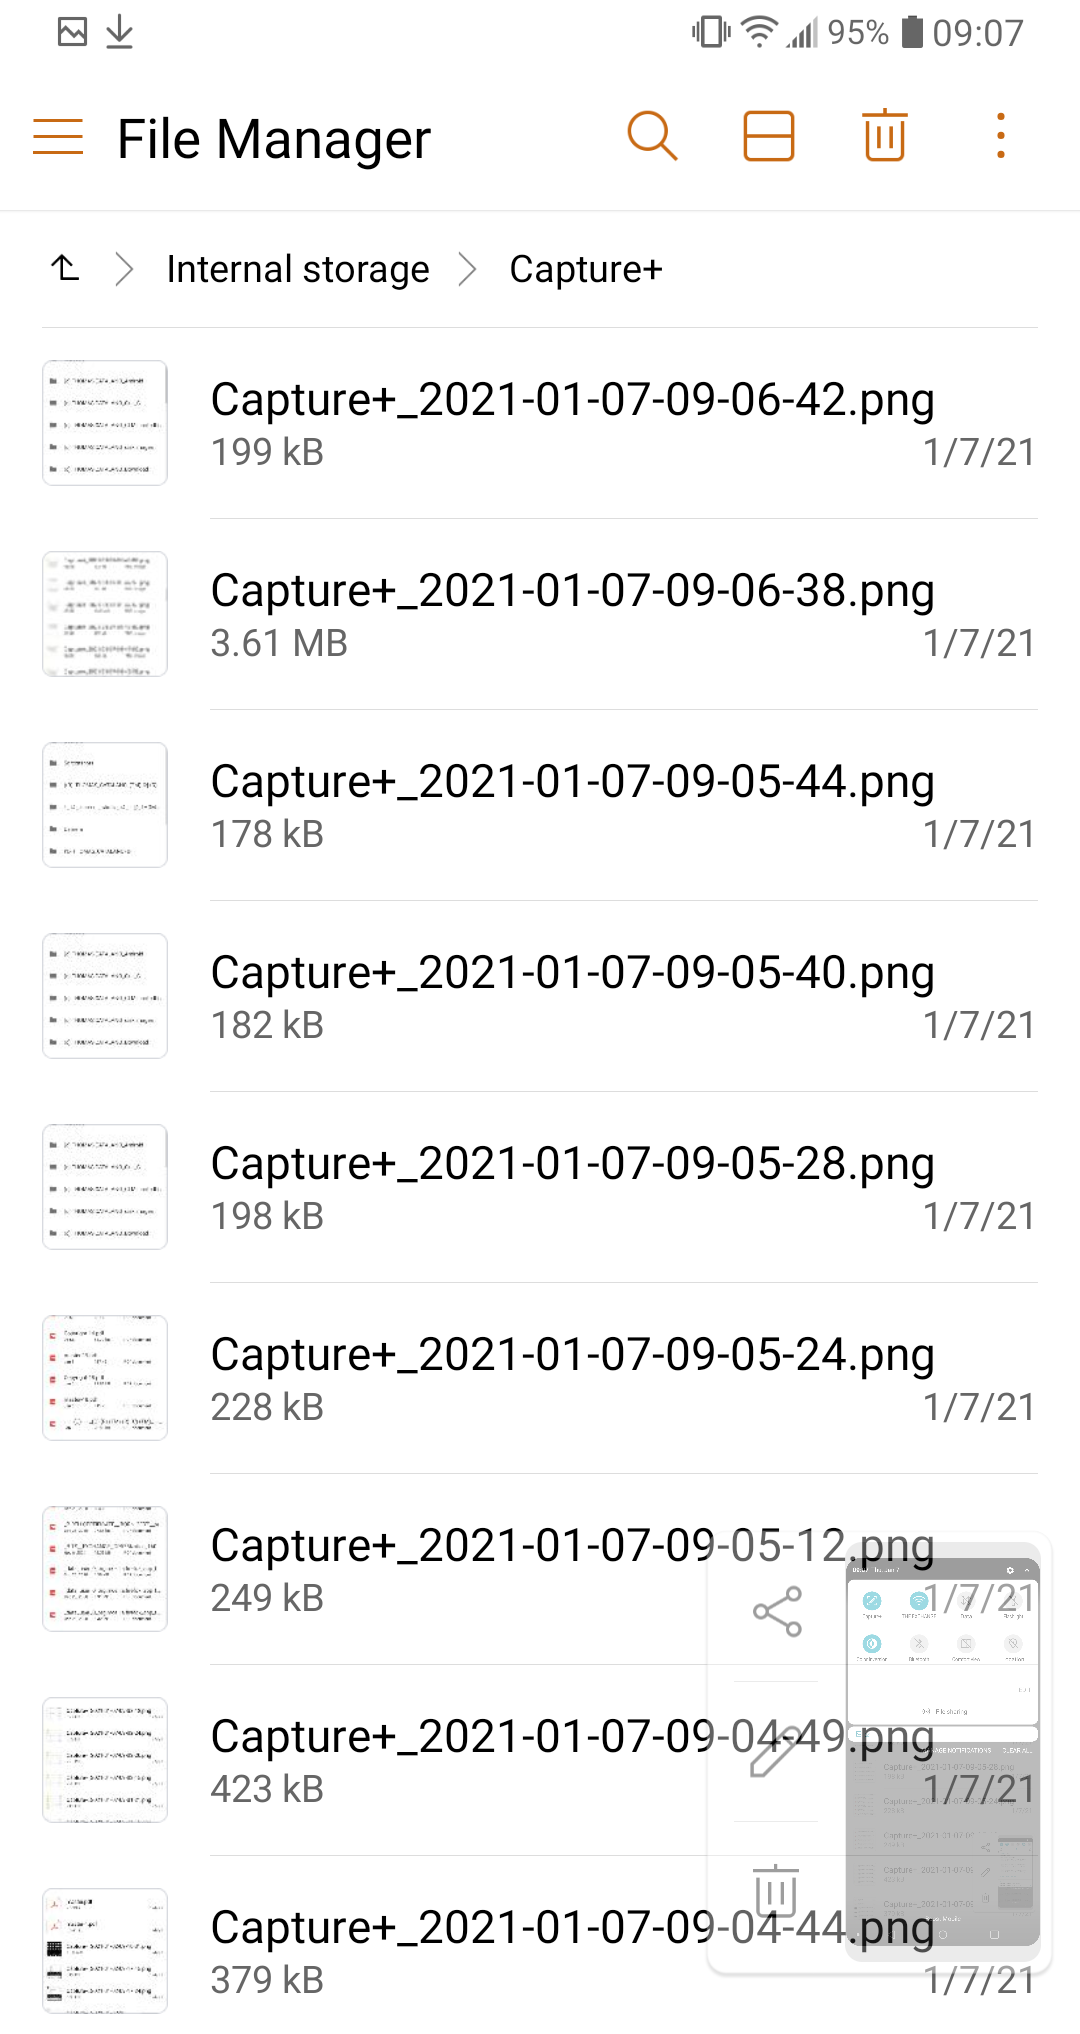 95% 09:07
File Manager
Internal storage Capture+
Capture+_2021-01-07-09-06-42.png
199 kB 1/7/21
Capture+_2021-01-07-09-06-38.png
3.61 MB 1/7/21
Capture+_2021-01-07-09-05-44.png
178 kB 1/7/21
Capture+_2021-01-07-09-05-40.png
182 kB 1/7/21
Capture+_2021-01-07-09-05-28.png
198 kB 1/7/21
Capture+_2021-01-07-09-05-24.png
228 kB 1/7/21
Capture+_2021-01-07-09-05-12.png
249 kB 1/7/21
Capture+_2021-01-07-09-04-49.png
423 kB 1/7/21
Capture+_2021-01-07-09-04-44.png
379 kB 1/7/21
File sharing